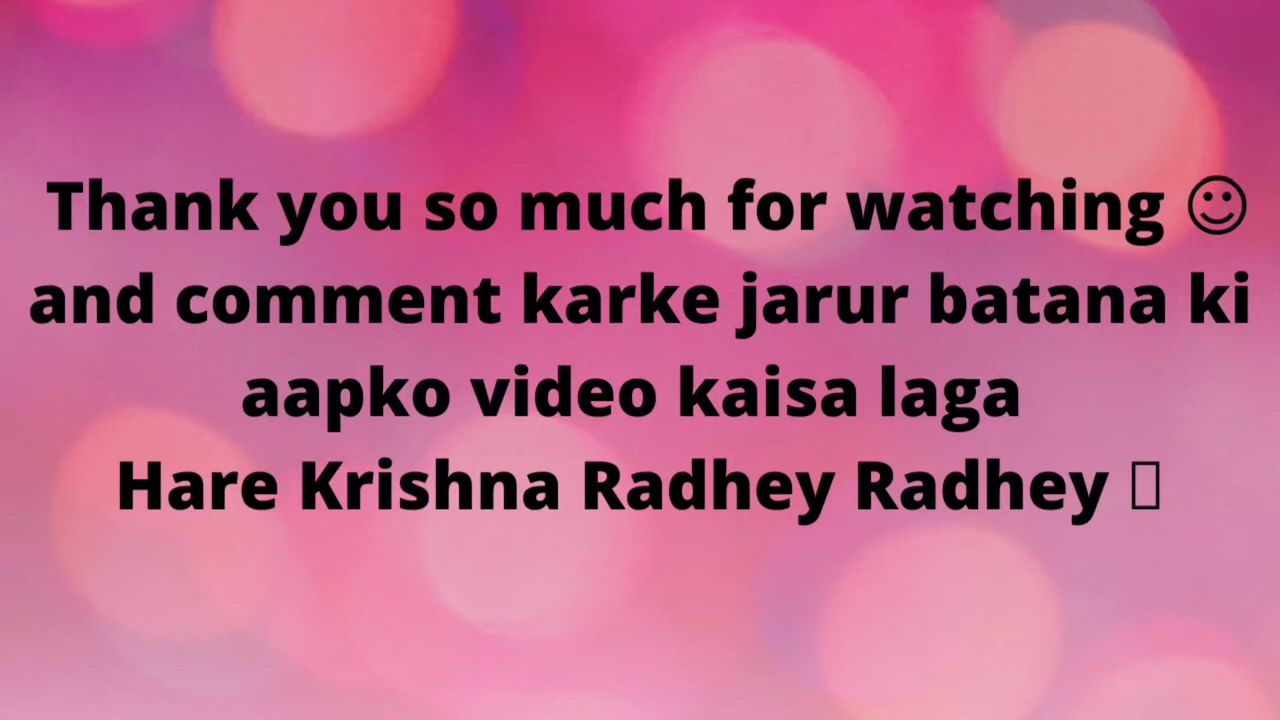 Thank you so much for watching ☺
and comment karke jarur batana ki
aapko video kaisa laga
Hare Krishna Radhey Radhey